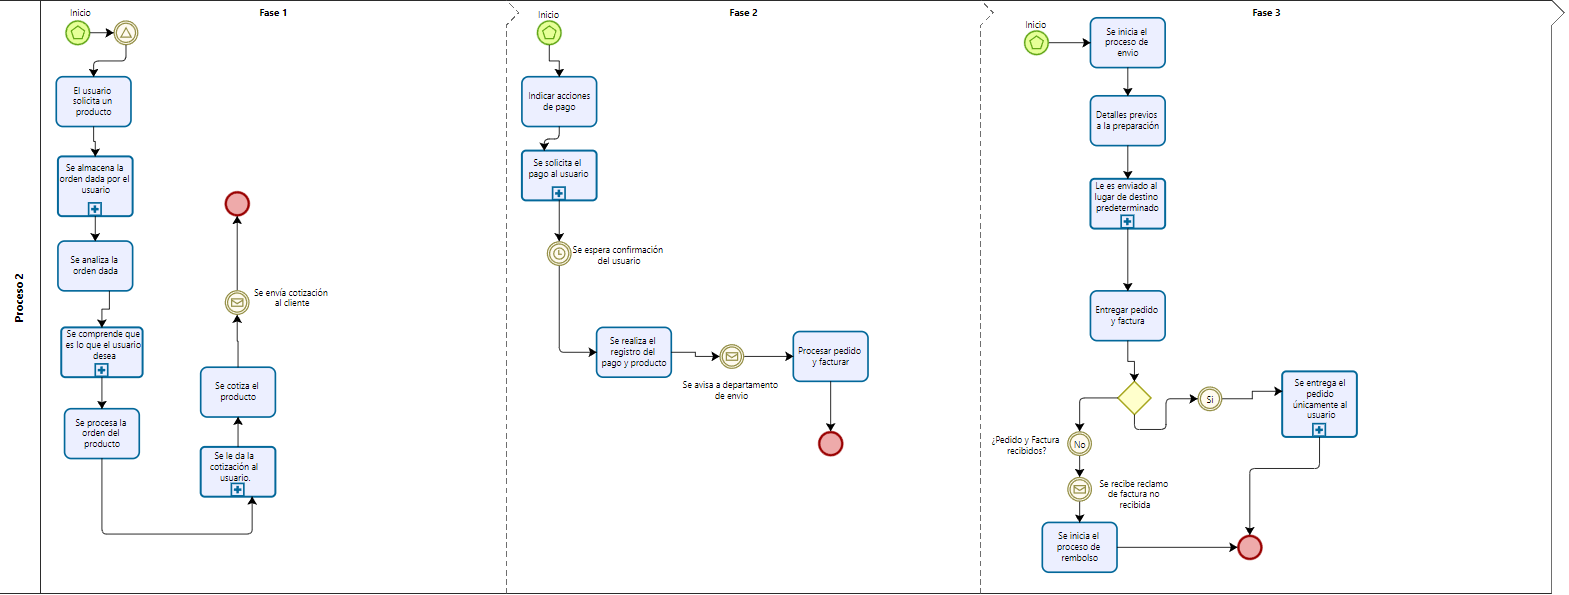 Proceso 2
Fase 1
Inicio
El usuario
solicita un
producto
Se almacena la
orden dada por el
usuario
Se analiza la
orden dada
Se comprende que
es lo que el usuario
desea
Se procesa la
orden del
producto
Se le da la
cotización al
usuario.
Se cotiza el
producto
Se envía cotización
al cliente
Fase 2
Inicio
Indicar acciones
de pago
Se solicita el
pago al usuario
Se espera confirmación
del usuario
Se realiza el
registro del
pago y producto
Se avisa a departamento
de envio
Procesar pedido
y facturar
Fase 3
Inicio
Se inicia el
proceso de
envio
Detalles previos
a la preparación
Le es enviado al
lugar de destino
predeterminado
Entregar pedido
y factura
Si
Se entrega el
pedido
únicamente al
usuario
¿Pedido y Factura
recibidos?
No
Se recibe reclamo
de factura no
recibida
Se inicia el
proceso de
rembolso